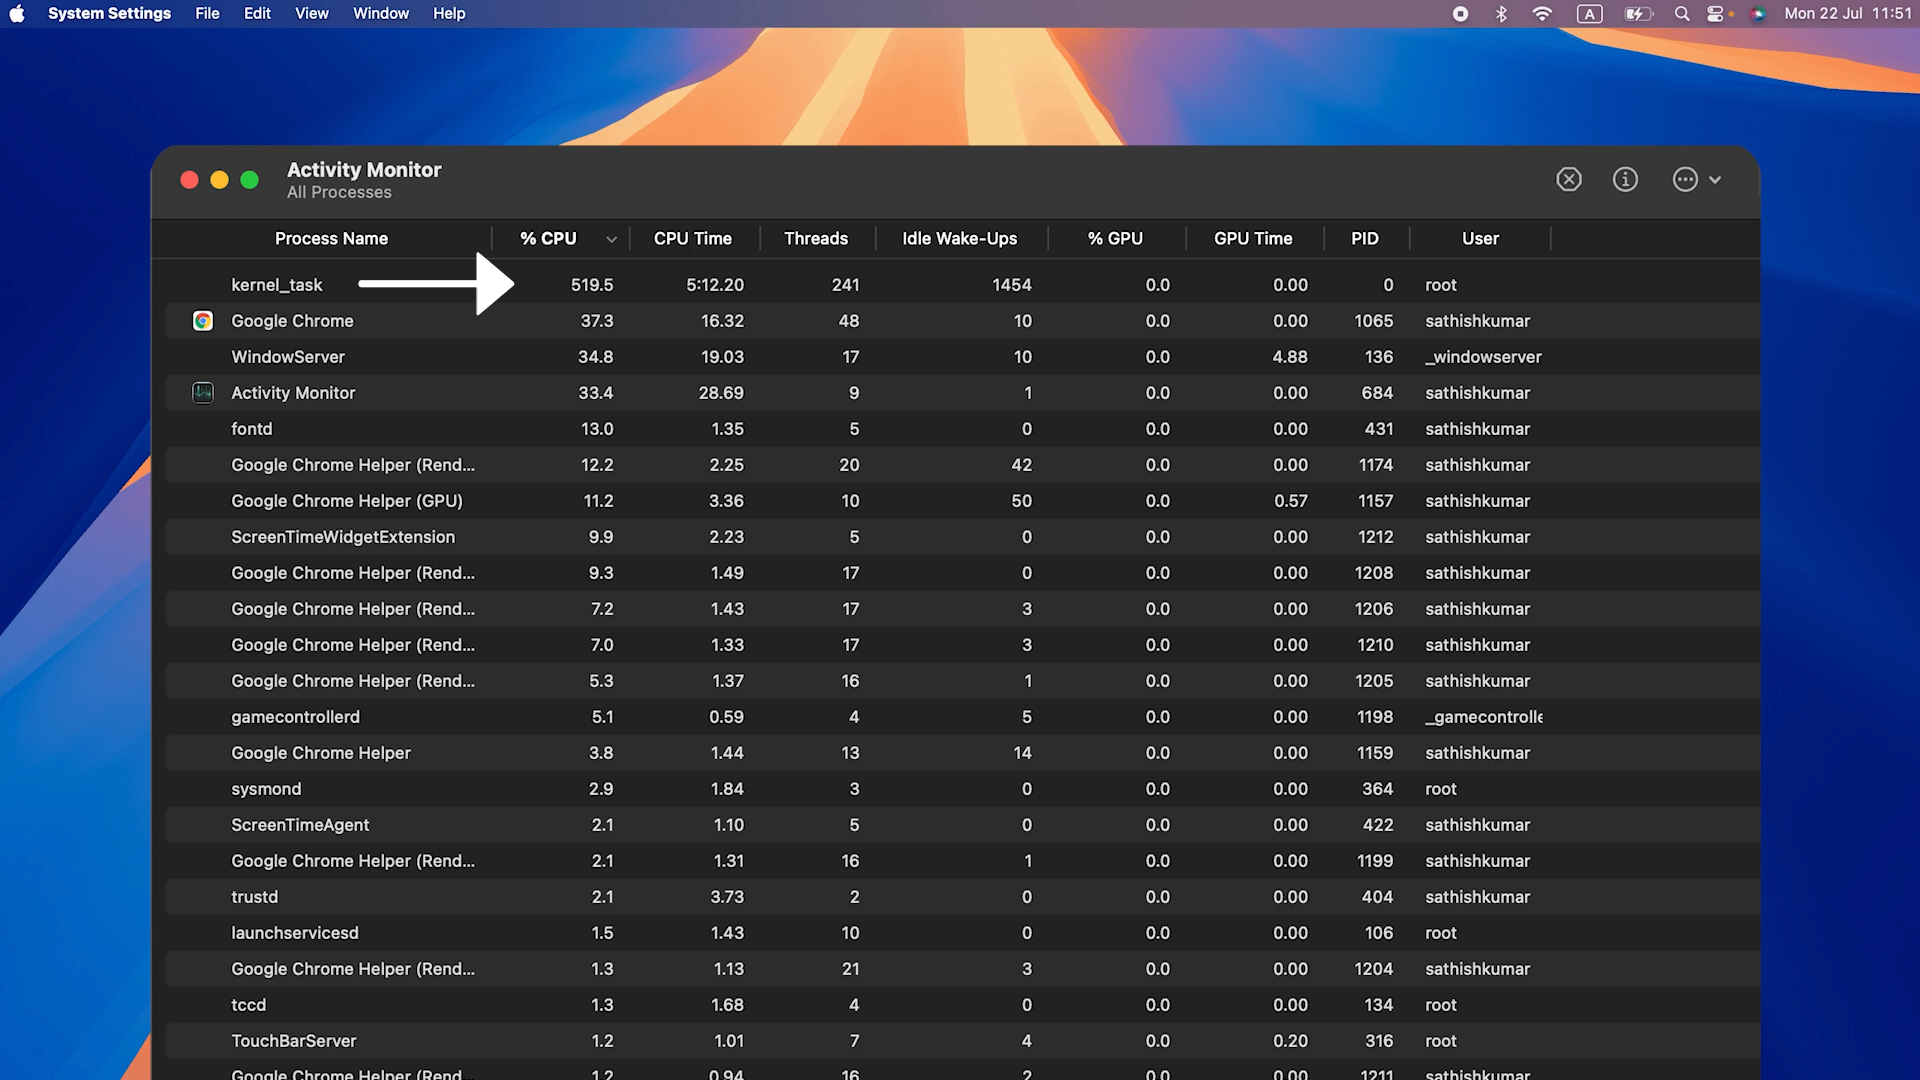 System Settings File Edit View Window Help A Mon 22 Jul 11:51
Activity Monitor
All Processes
Process Name % CPU CPU Time Threads Idle Wake-Ups % GPU GPU Time PID User
kernel_task 519.5 5:12.20 241 1454 0.0 0.00 0 root
Google Chrome 37.3 16.32 48 10 0.0 0.00 1065 sathishkumar
WindowServer 34.8 19.03 17 10 0.0 4.88 136 _windowserver
Activity Monitor 33.4 28.69 9 1 0.0 0.00 684 sathishkumar
fontd 13.0 1.35 5 0 0.0 0.00 431 sathishkumar
Google Chrome Helper (Rend... 12.2 2.25 20 42 0.0 0.00 1174 sathishkumar
Google Chrome Helper (GPU) 11.2 3.36 10 50 0.0 0.57 1157 sathishkumar
ScreenTimeWidgetExtension 9.9 2.23 5 0 0.0 0.00 1212 sathishkumar
Google Chrome Helper (Rend... 9.3 1.49 17 0 0.0 0.00 1208 sathishkumar
Google Chrome Helper (Rend... 7.2 1.43 17 3 0.0 0.00 1206 sathishkumar
Google Chrome Helper (Rend... 7.0 1.33 17 3 0.0 0.00 1210 sathishkumar
Google Chrome Helper (Rend... 5.3 1.37 16 1 0.0 0.00 1205 sathishkumar
gamecontrollerd 5.1 0.59 4 5 0.0 0.00 1198 _gamecontrolle
Google Chrome Helper 3.8 1.44 13 14 0.0 0.00 1159 sathishkumar
sysmond 2.9 1.84 3 0 0.0 0.00 364 root
ScreenTimeAgent 2.1 1.10 5 0 0.0 0.00 422 sathishkumar
Google Chrome Helper (Rend... 2.1 1.31 16 1 0.0 0.00 1199 sathishkumar
trustd 2.1 3.73 2 0 0.0 0.00 404 sathishkumar
launchservicesd 1.5 1.43 10 0 0.0 0.00 106 root
Google Chrome Helper (Rend... 1.3 1.13 21 3 0.0 0.00 1204 sathishkumar
tccd 1.3 1.68 4 0 0.0 0.00 134 root
TouchBarServer 1.2 1.01 7 4 0.0 0.20 316 root
Google Chrome Helper (Rend... 1.2 0.94 16 2 0.0 0.00 1211 sathishkumar